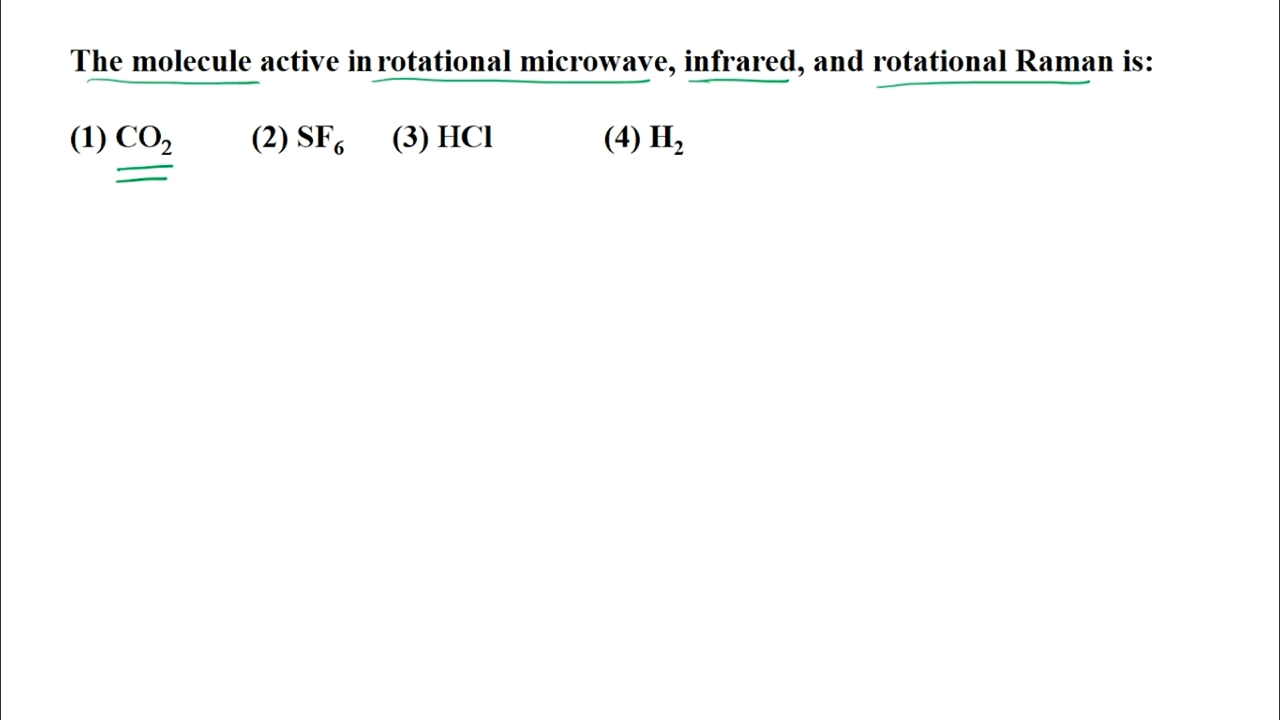 The molecule active in rotational microwave, infrared, and rotational Raman is:
(1) CO₂ (2) SF₆ (3) HCl (4) H₂